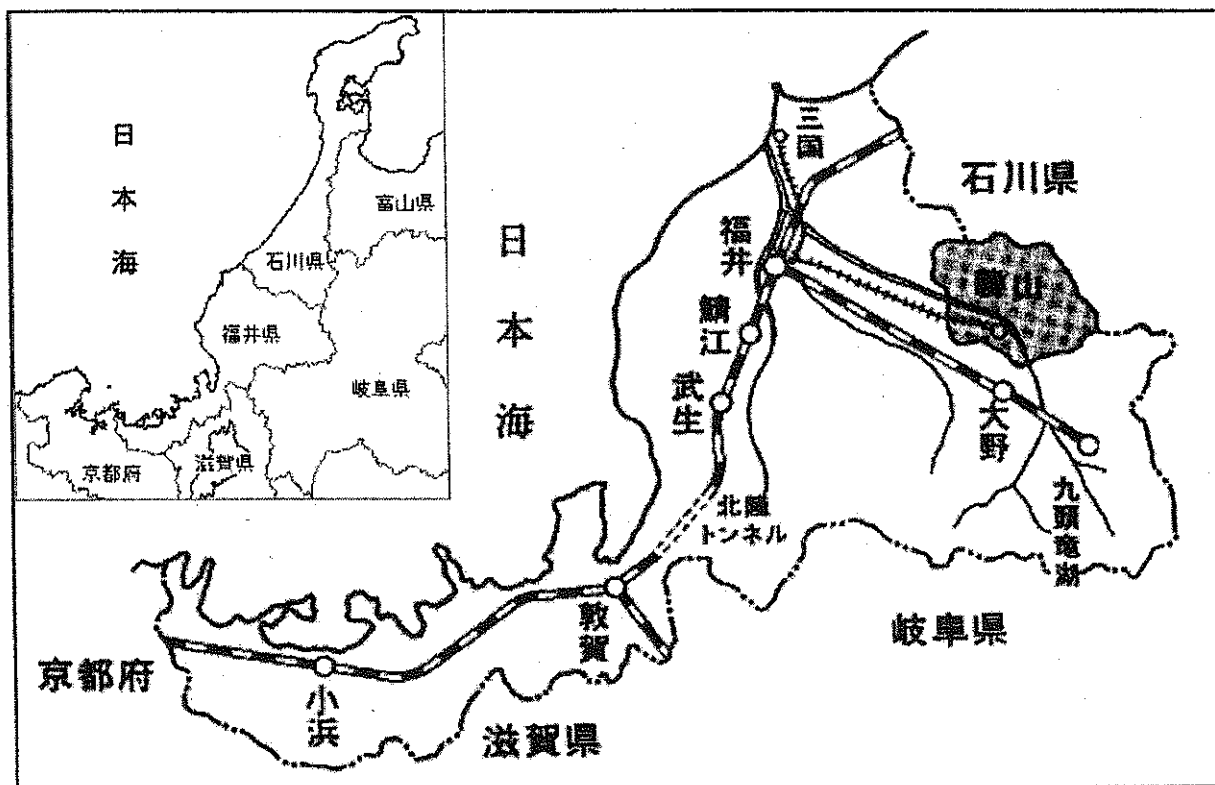 日本海
富山県
石川県
福井県
岐阜県
京都府
滋賀県
日本海
三国
石川県
福井
勝山
鯖江
武生
大野
北陸
トンネル
九頭竜湖
敦賀
岐阜県
京都府
小浜
滋賀県